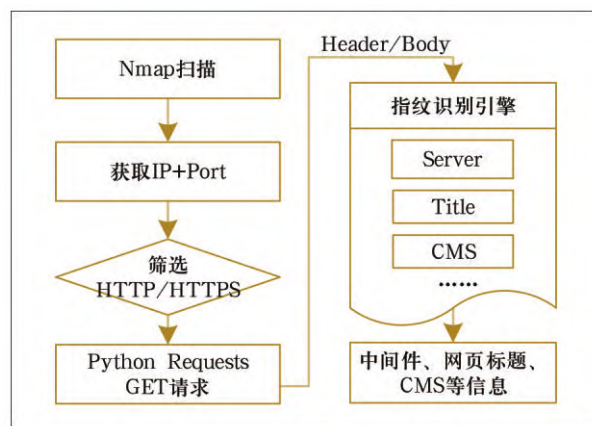 Nmap扫描
获取IP+Port
筛选
HTTP/HTTPS
Python Requests
GET请求
Header/Body
指纹识别引擎
Server
Title
CMS
……
中间件、网页标题、
CMS等信息